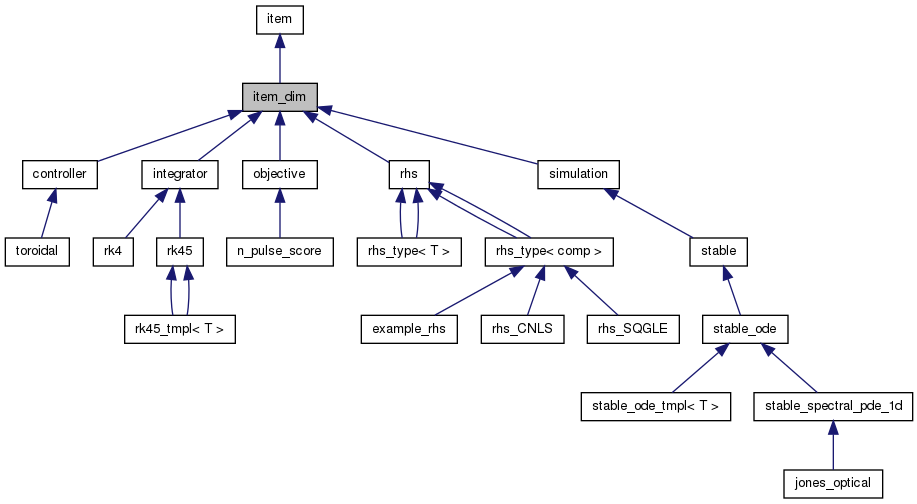 item
item_dim
controller
integrator
objective
rhs
simulation
toroidal
rk4
rk45
n_pulse_score
rhs_type< T >
rhs_type< comp >
stable
rk45_tmpl< T >
example_rhs
rhs_CNLS
rhs_SQGLE
stable_ode
stable_ode_tmpl< T >
stable_spectral_pde_1d
jones_optical